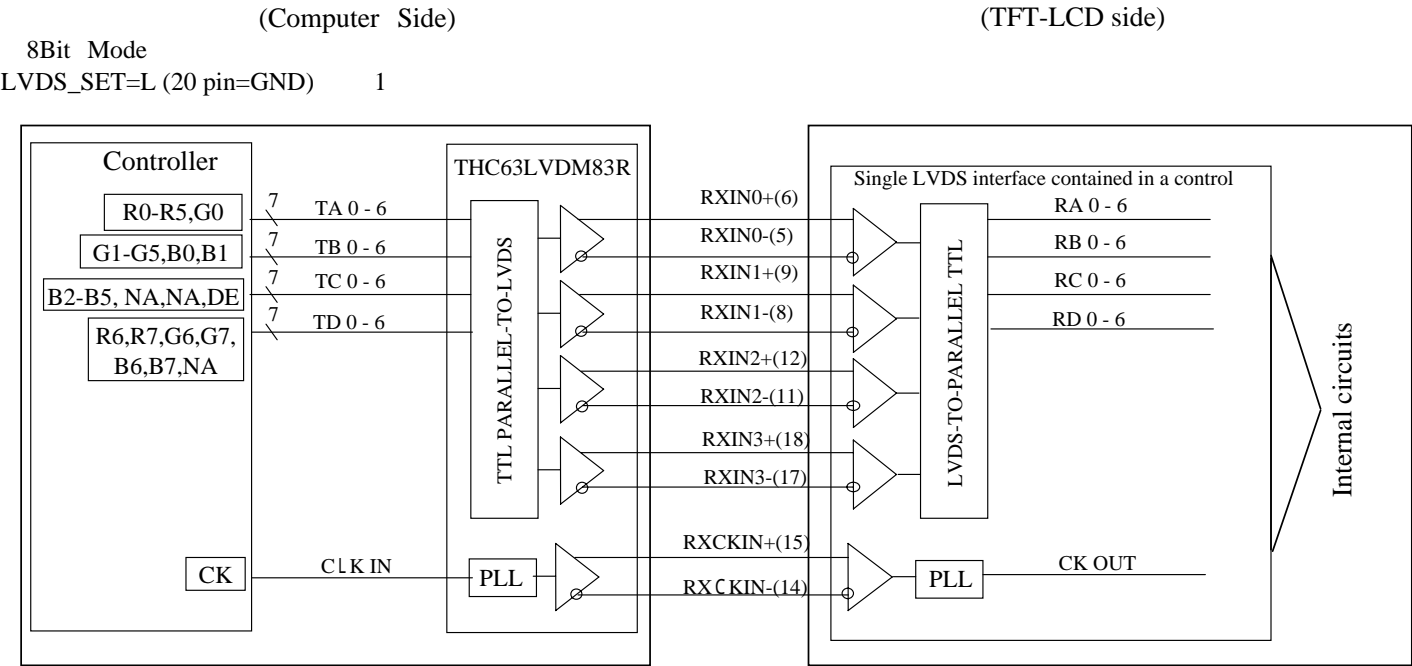 (Computer Side)
(TFT-LCD side)
8Bit Mode
LVDS_SET=L (20 pin=GND) 1
Controller
R0-R5,G0
G1-G5,B0,B1
B2-B5, NA,NA,DE
R6,R7,G6,G7,
B6,B7,NA
CK
7
TA 0 - 6
7
TB 0 - 6
7
TC 0 - 6
7
TD 0 - 6
CLK IN
THC63LVDM83R
TTL PARALLEL-TO-LVDS
PLL
RXIN0+(6)
RXIN0-(5)
RXIN1+(9)
RXIN1-(8)
RXIN2+(12)
RXIN2-(11)
RXIN3+(18)
RXIN3-(17)
RXCKIN+(15)
RXCKIN-(14)
Single LVDS interface contained in a control
LVDS-TO-PARALLEL TTL
PLL
RA 0 - 6
RB 0 - 6
RC 0 - 6
RD 0 - 6
CK OUT
Internal circuits